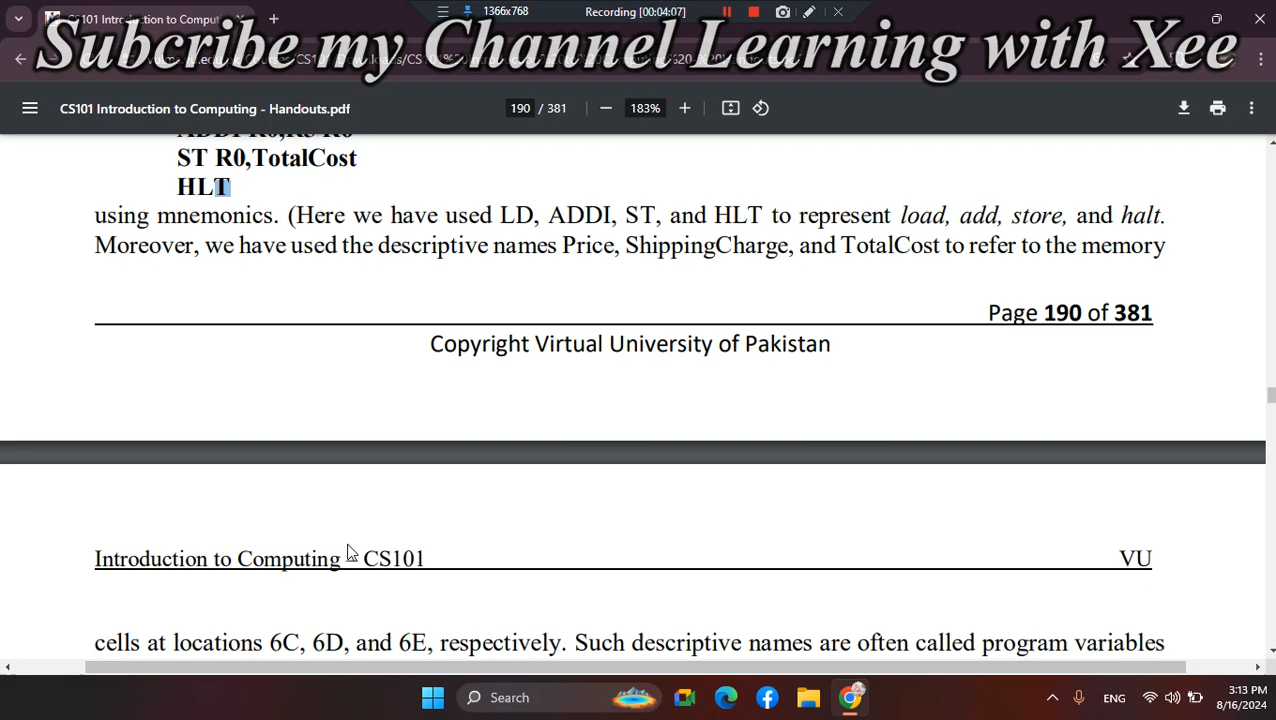 CS101 Introduction to Comput
1366x768
Recording [00:04:07]
Subcribe my Channel Learning with Xee
CS101 Introduction to Computing - Handouts.pdf
190 / 381
183%
ST R0,TotalCost
HLT
using mnemonics. (Here we have used LD, ADDI, ST, and HLT to represent load, add, store, and halt.
Moreover, we have used the descriptive names Price, ShippingCharge, and TotalCost to refer to the memory
Page 190 of 381
Copyright Virtual University of Pakistan
Introduction to Computing CS101 VU
cells at locations 6C, 6D, and 6E, respectively. Such descriptive names are often called program variables
Search
ENG
3:13 PM
8/16/2024